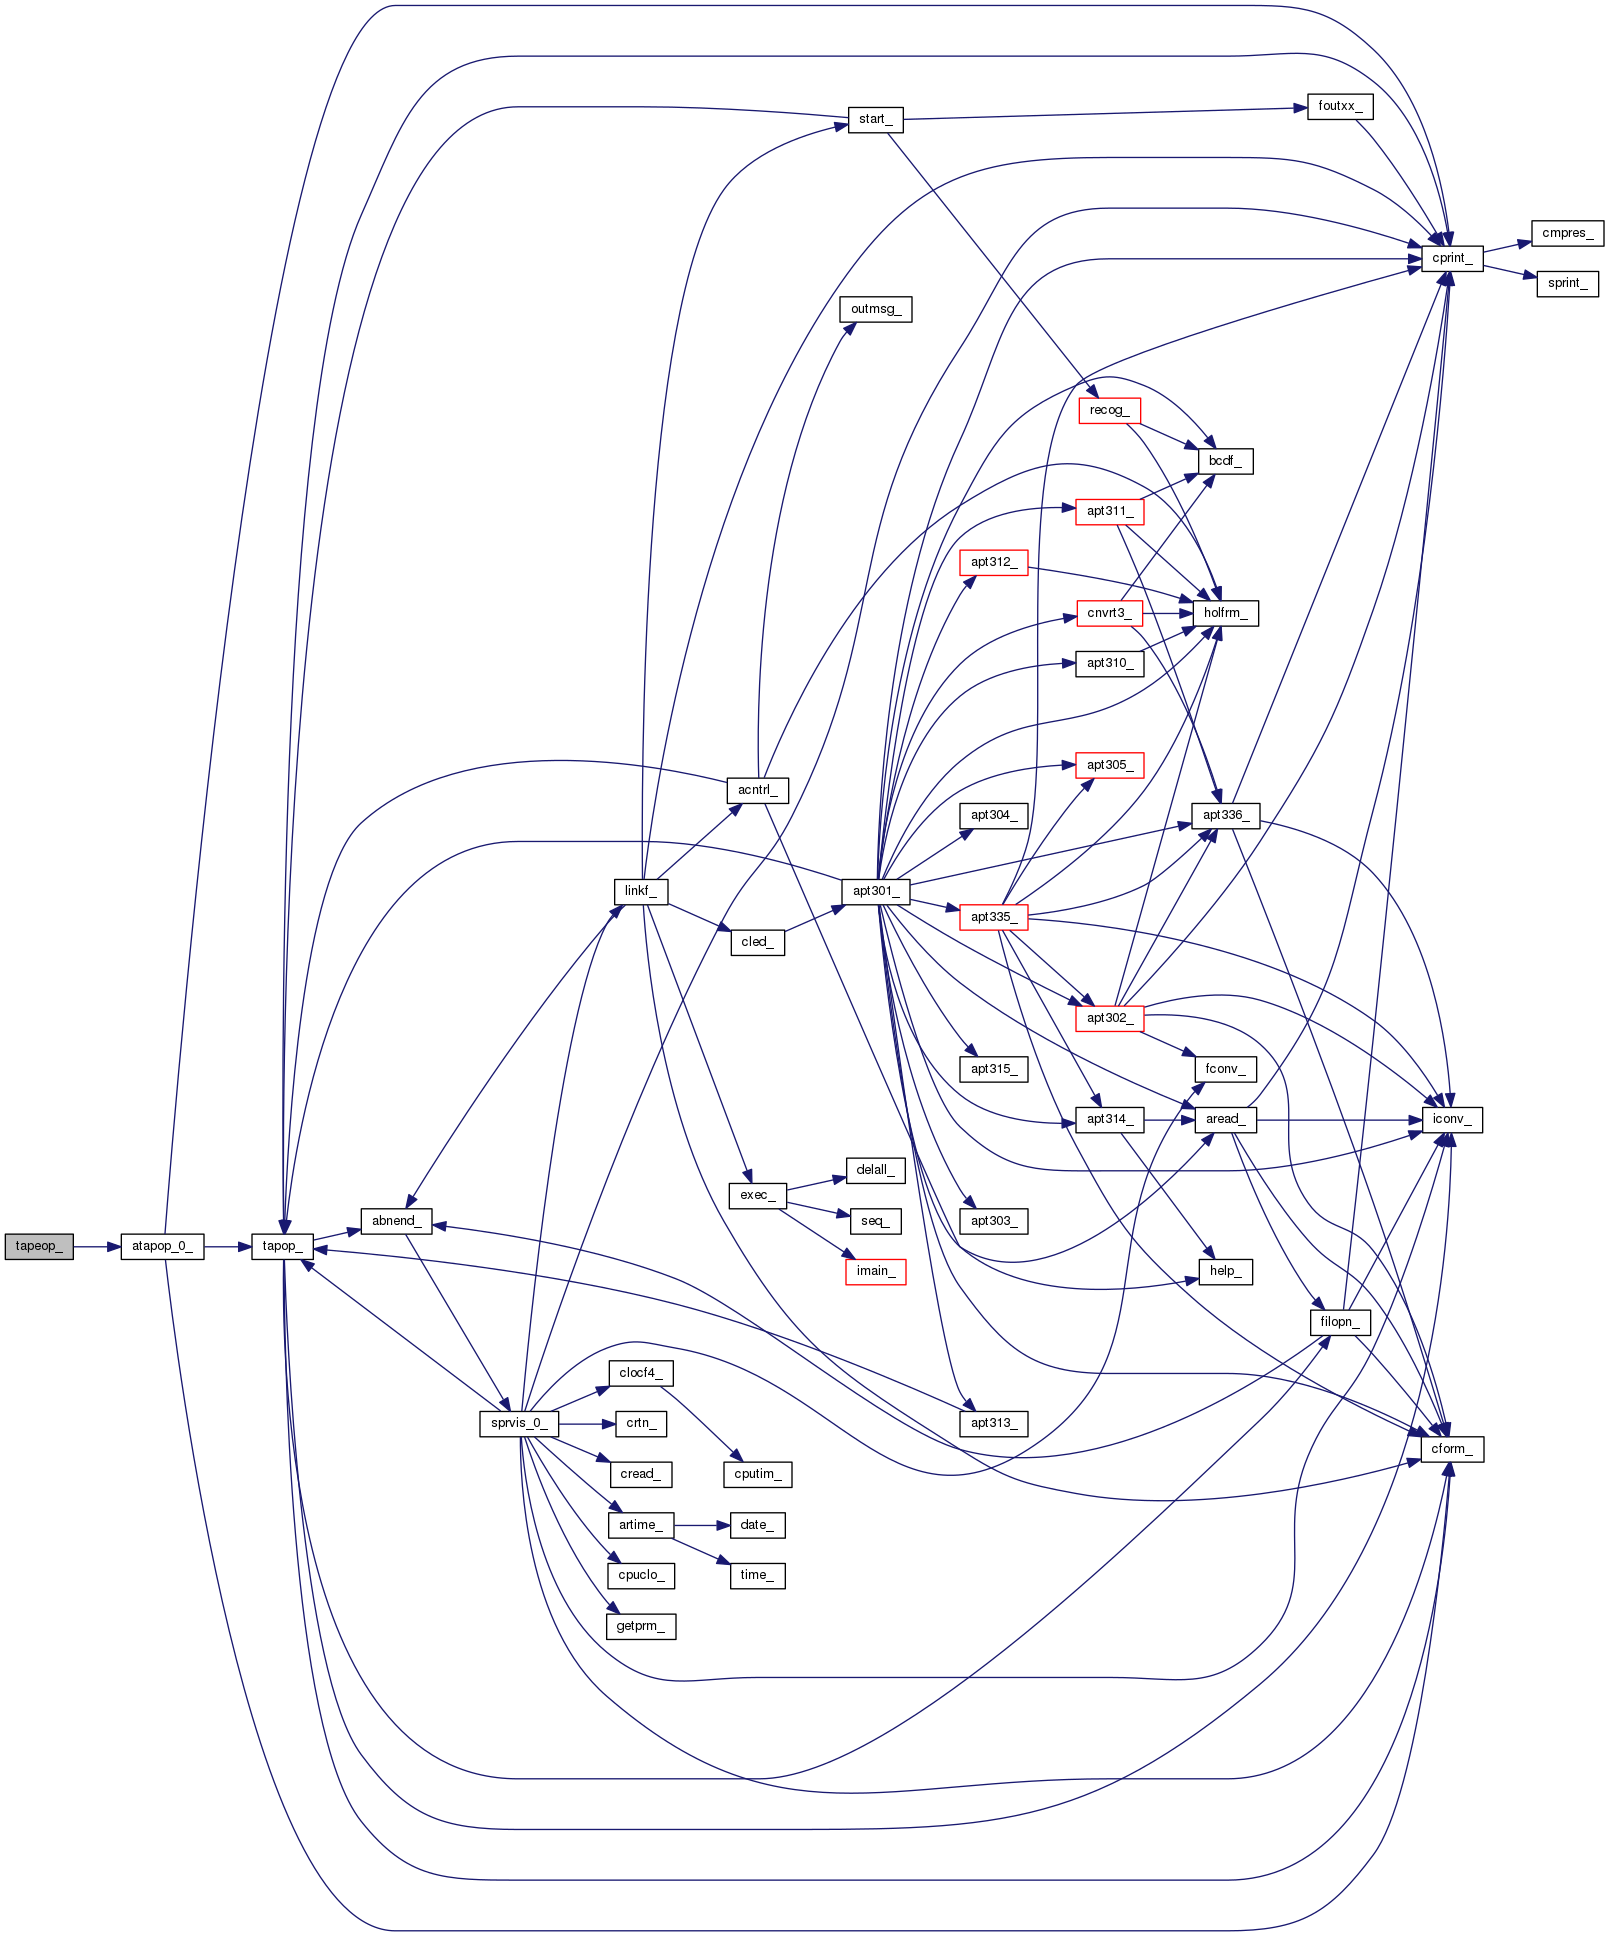 start_
foutxx_
cmpres_
cprint_
sprint_
outmsg_
recog_
bcdf_
apt311_
apt312_
cnvrt3_
holfrm_
apt310_
apt305_
acntrl_
apt304_
apt336_
linkf_
apt301_
apt335_
cled_
apt302_
apt315_
fconv_
apt314_
aread_
iconv_
delall_
exec_
abnend_
seq_
apt303_
tapeop_
atapop_0_
tapop_
imain_
help_
filopn_
clocf4_
sprvis_0_
crtn_
apt313_
cform_
cread_
cputim_
artime_
date_
cpuclo_
time_
getprm_